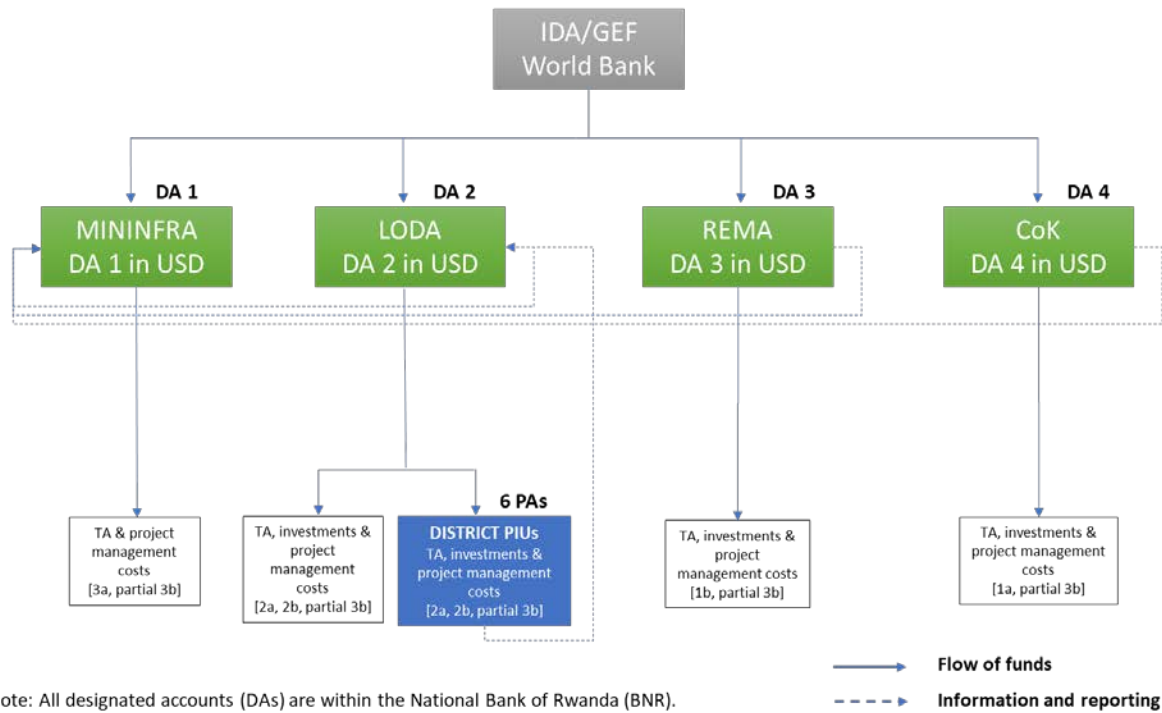 IDA/GEF
World Bank
DA 1
DA 2
DA 3
DA 4
MININFRA
DA 1 in USD
LODA
DA 2 in USD
REMA
DA 3 in USD
CoK
DA 4 in USD
6 PAs
TA & project
management
costs
[3a, partial 3b]
TA, investments &
project
management
costs
[2a, 2b, partial 3b]
DISTRICT PIUs
TA, investments &
project management
costs
[2a, 2b, partial 3b]
TA, investments &
project
management costs
[1b, partial 3b]
TA, investments &
project management
costs
[1a, partial 3b]
Flow of funds
ote: All designated accounts (DAs) are within the National Bank of Rwanda (BNR).
Information and reporting